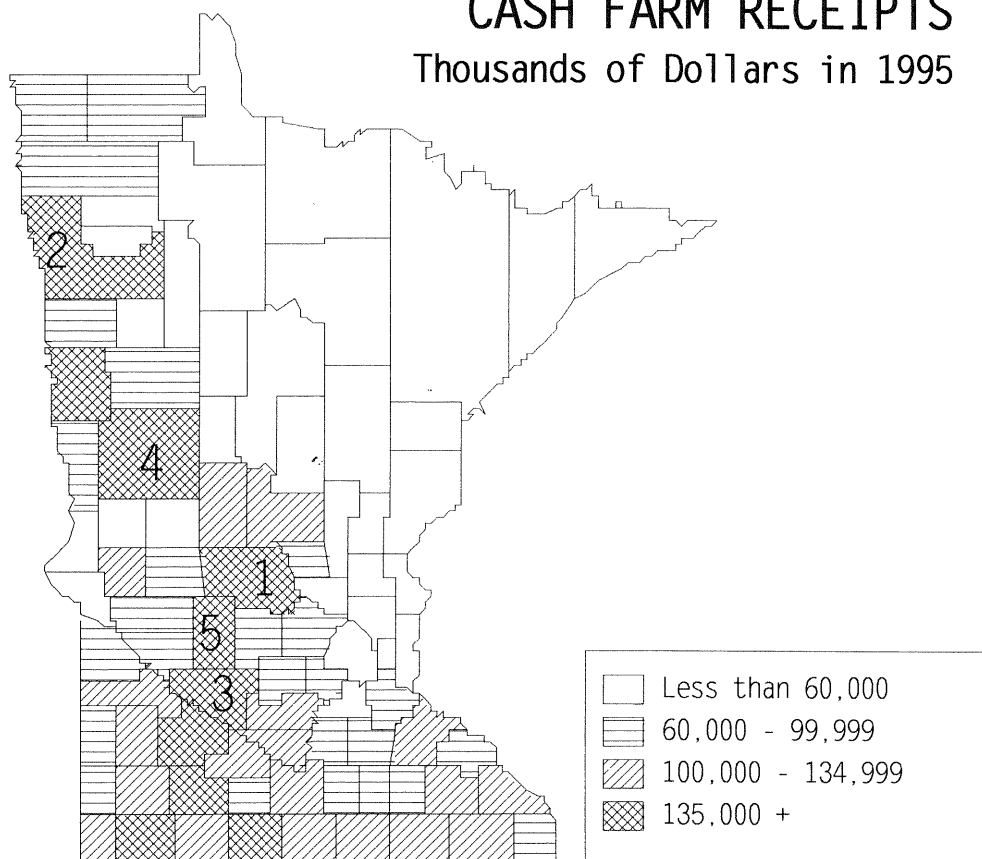 CASH FARM RECEIPTS
Thousands of Dollars in 1995
2
4
1
5
3
Less than 60,000
60,000 - 99,999
100,000 - 134,999
135,000 +